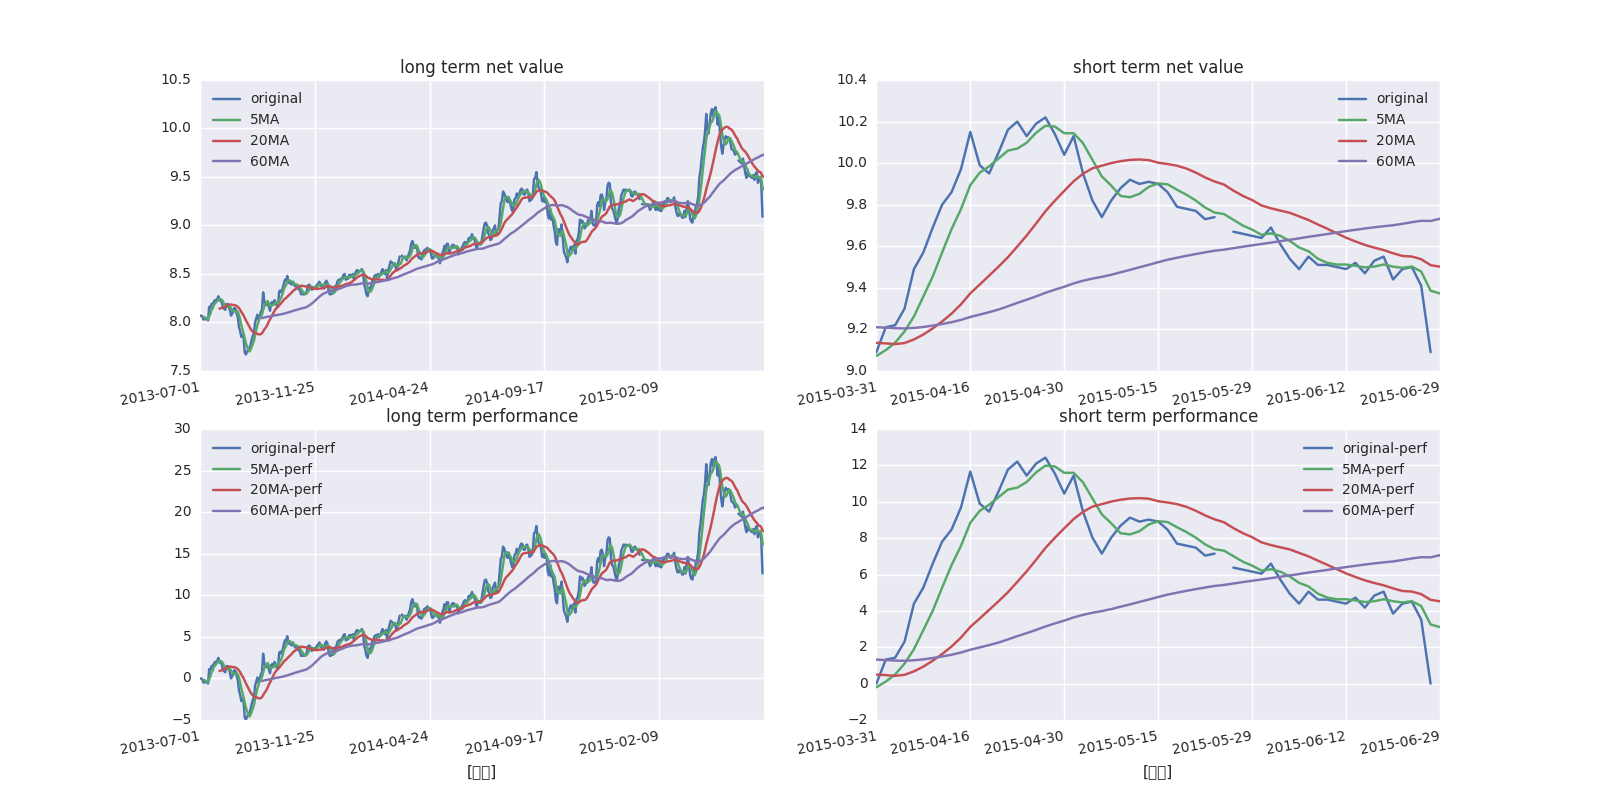 long term net value
10.5
10.0
9.5
9.0
8.5
8.0
7.5
original
5MA
20MA
60MA
2013-07-01
2013-11-25
2014-04-24
2014-09-17
2015-02-09
short term net value
10.4
10.2
10.0
9.8
9.6
9.4
9.2
9.0
original
5MA
20MA
60MA
2015-03-31
2015-04-16
2015-04-30
2015-05-15
2015-05-29
2015-06-12
2015-06-29
long term performance
30
25
20
15
10
5
0
−5
original-perf
5MA-perf
20MA-perf
60MA-perf
2013-07-01
2013-11-25
2014-04-24
2014-09-17
2015-02-09
short term performance
14
12
10
8
6
4
2
0
−2
original-perf
5MA-perf
20MA-perf
60MA-perf
2015-03-31
2015-04-16
2015-04-30
2015-05-15
2015-05-29
2015-06-12
2015-06-29